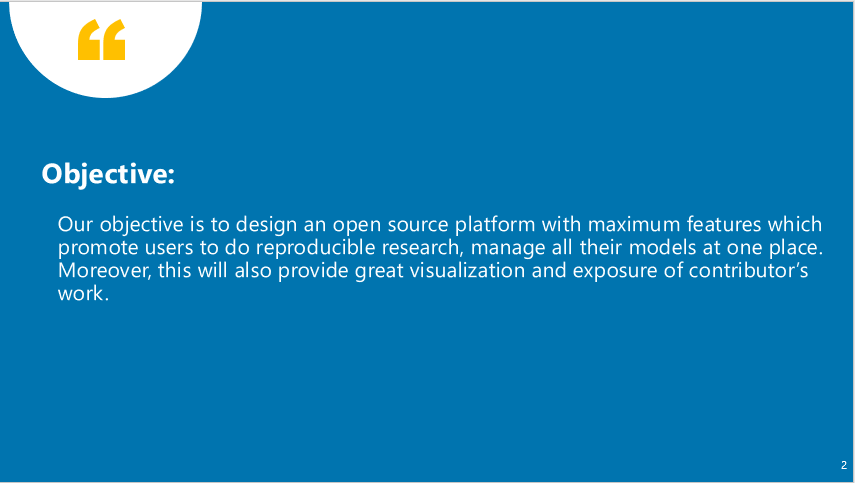 “
Objective:
Our objective is to design an open source platform with maximum features which
promote users to do reproducible research, manage all their models at one place.
Moreover, this will also provide great visualization and exposure of contributor’s
work.
2